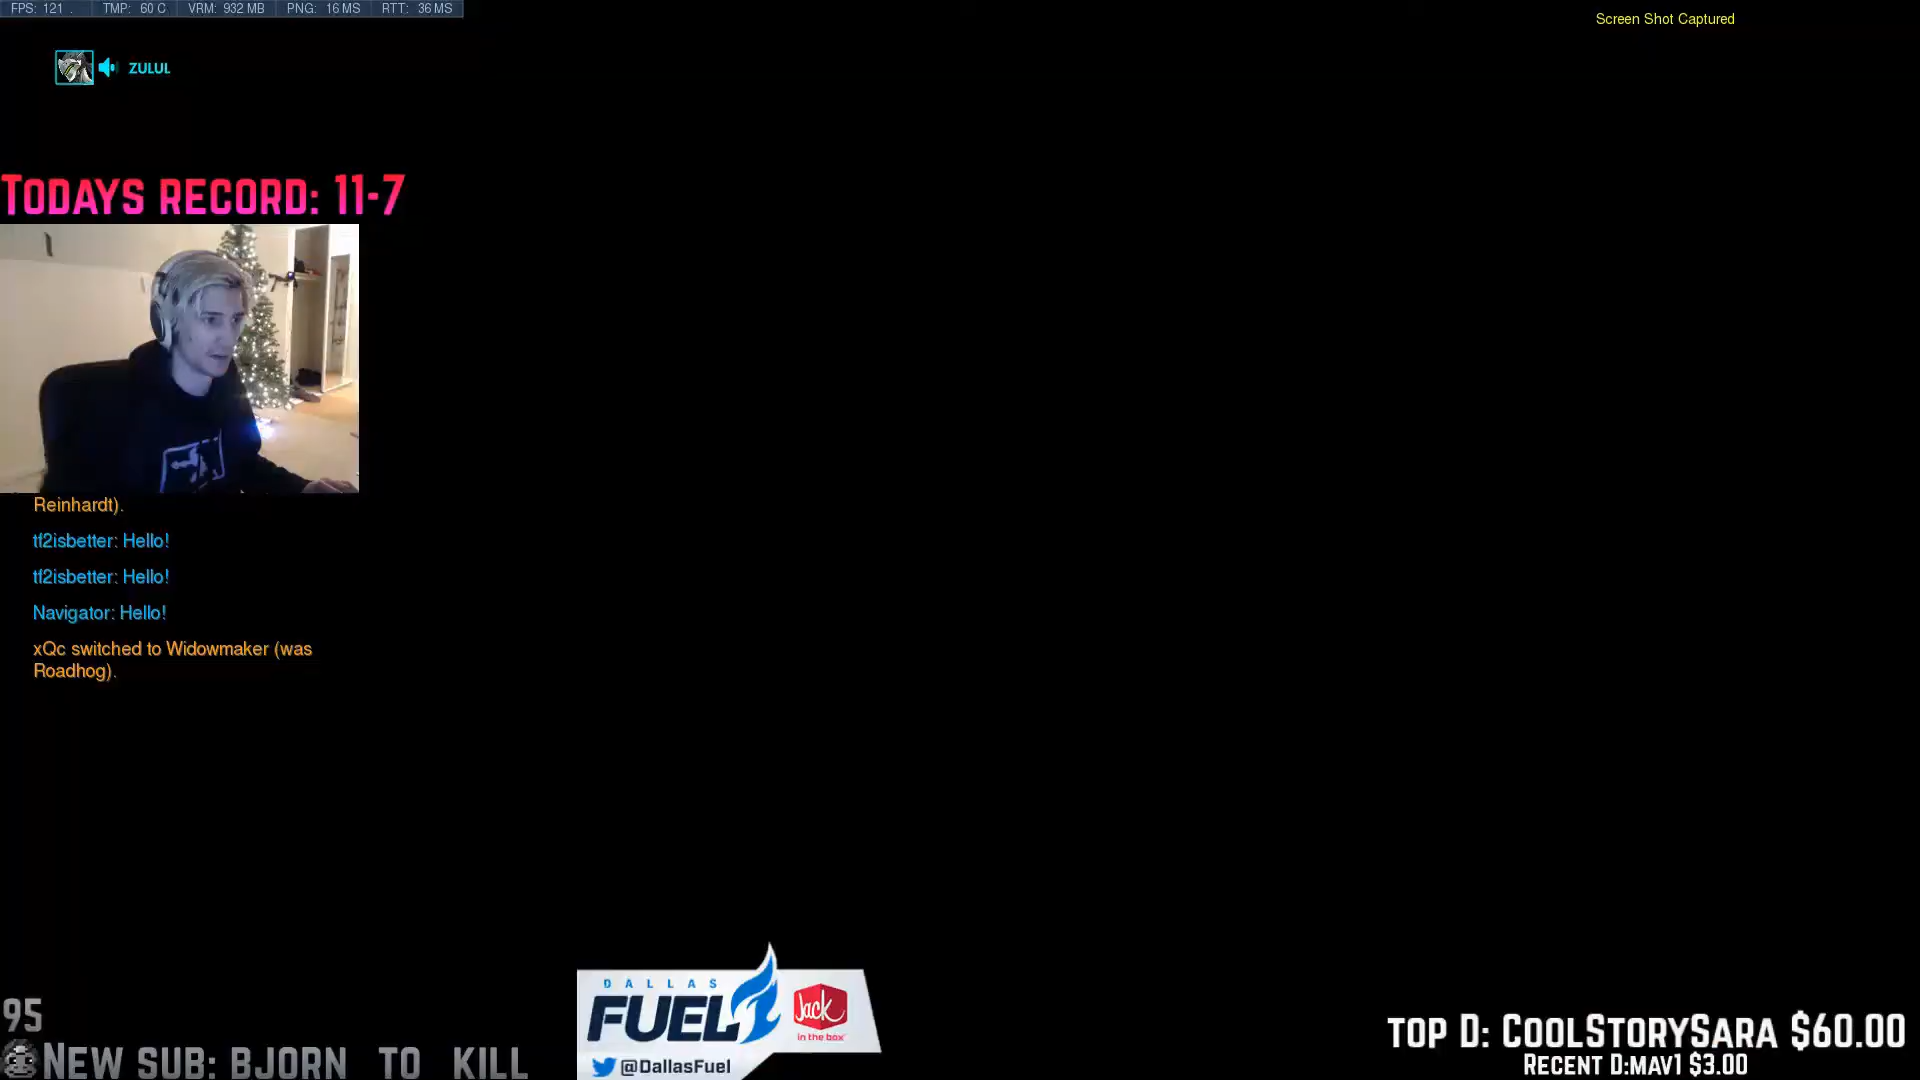 FPS: 121 . TMP: 60 C VRM: 932 MB PNG: 16 MS RTT: 36 MS
Screen Shot Captured
ZULUL
TODAYS RECORD: 11-7
Reinhardt).
tf2isbetter: Hello!
tf2isbetter: Hello!
Navigator: Hello!
xQc switched to Widowmaker (was
Roadhog).
DALLAS
FUEL
Jack
in the box
@DallasFuel
95
NEW SUB: BJORN TO KILL
TOP D: COOLSTORYSARA $60.00
RECENT D:MAV1 $3.00